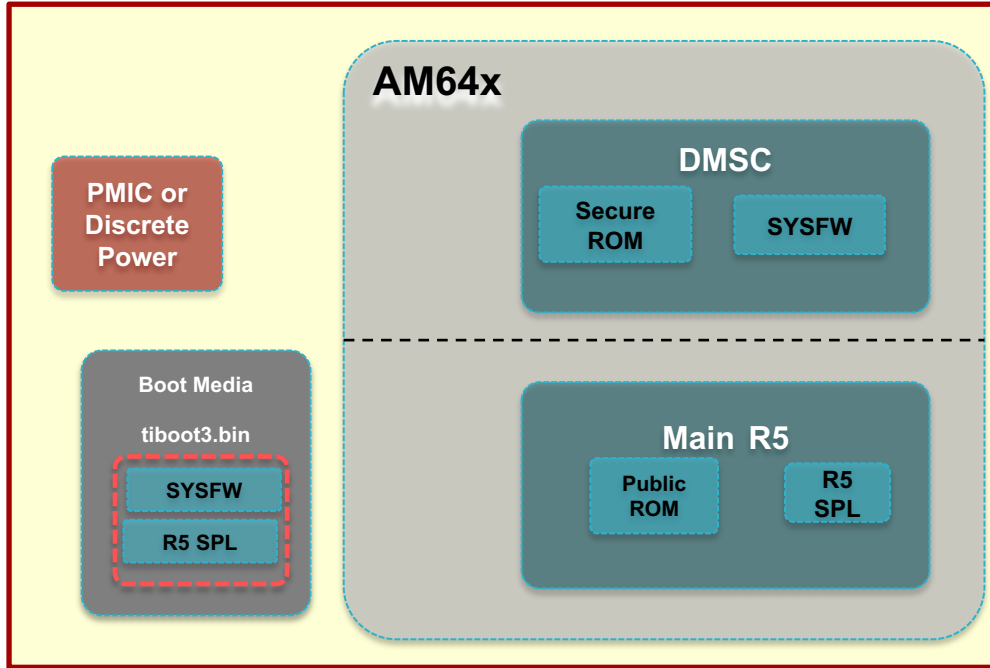 AM64x
DMSC
Secure
ROM
SYSFW
PMIC or
Discrete
Power
Boot Media
tiboot3.bin
SYSFW
R5 SPL
Main R5
Public
ROM
R5
SPL